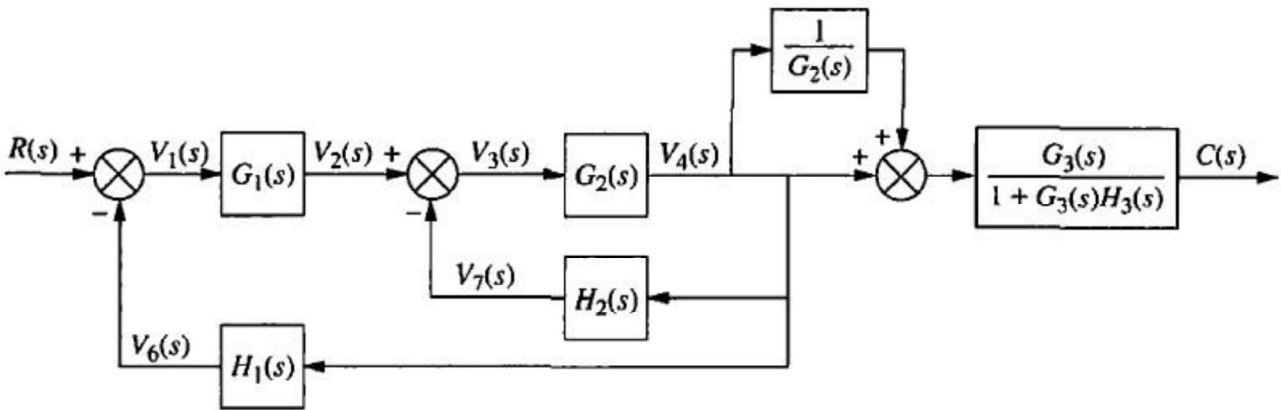 1
G2(s)
R(s) + V1(s) G1(s) V2(s) + V3(s) G2(s) V4(s) + + G3(s) C(s)
1 + G3(s)H3(s)
− −
V7(s) H2(s)
V6(s) H1(s)